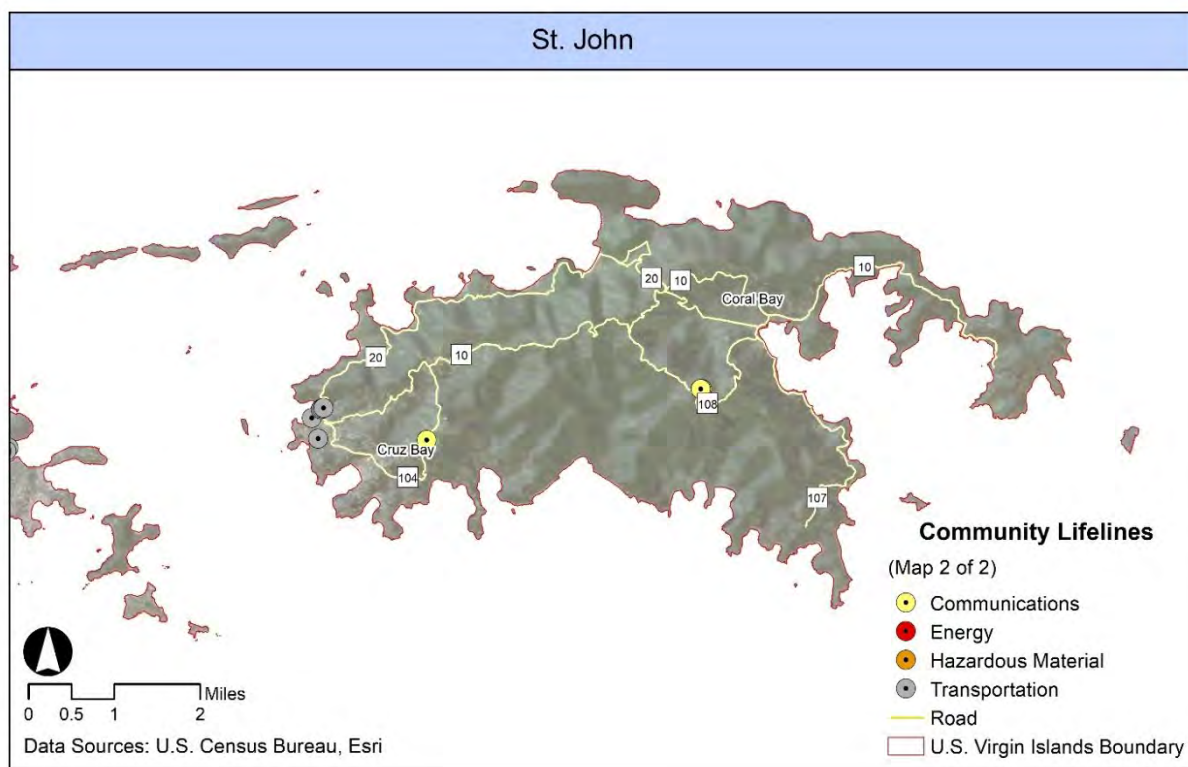 St. John
10
20
10
Coral Bay
20
10
108
Cruz Bay
104
107
Community Lifelines
(Map 2 of 2)
Communications
Energy
Hazardous Material
Transportation
Road
U.S. Virgin Islands Boundary
Miles
0 0.5 1 2
Data Sources: U.S. Census Bureau, Esri